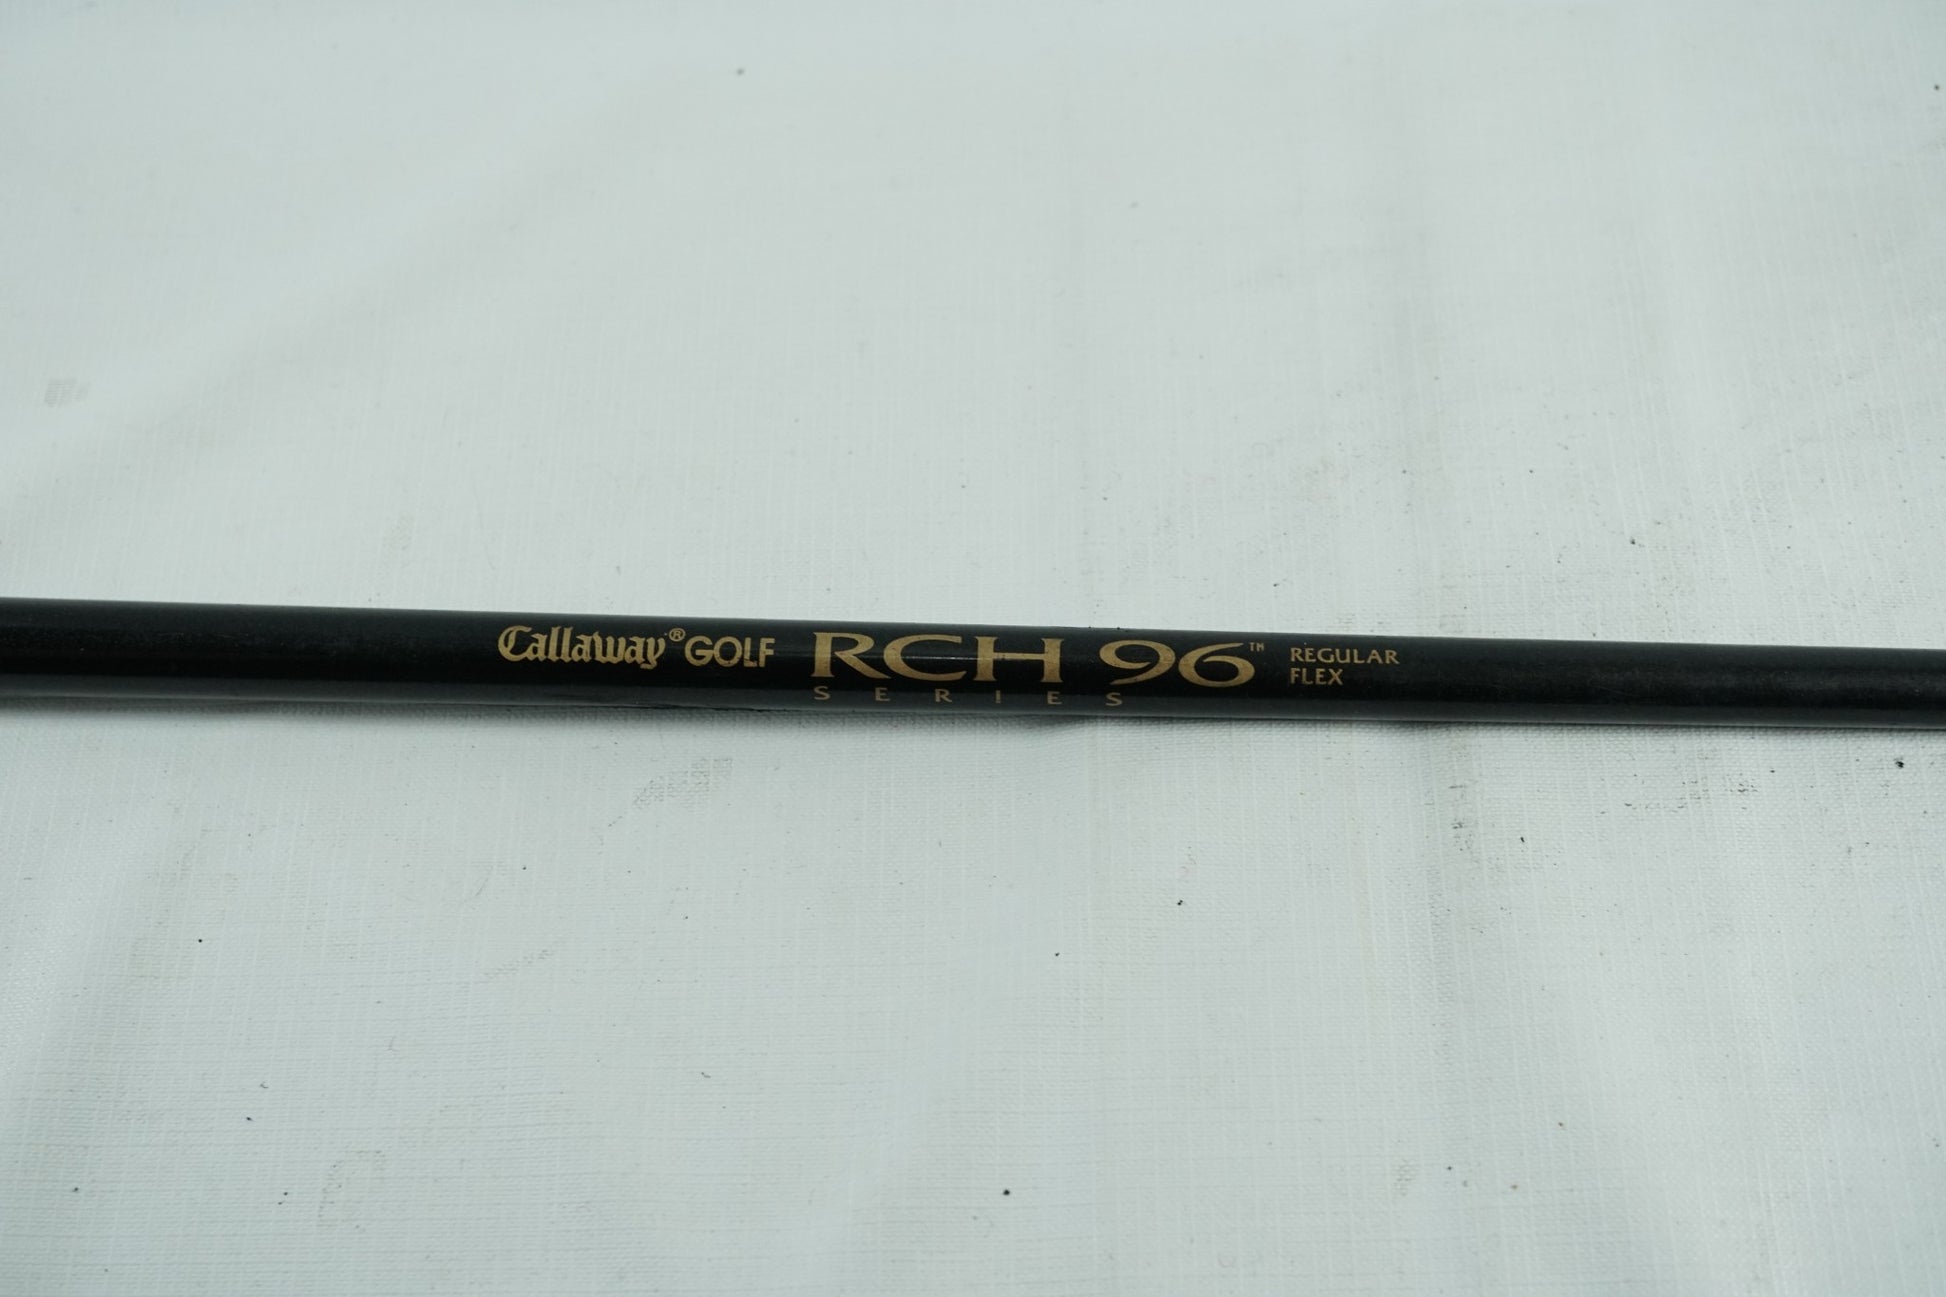 Callaway® GOLF RCH 96™ REGULAR
SERIES FLEX